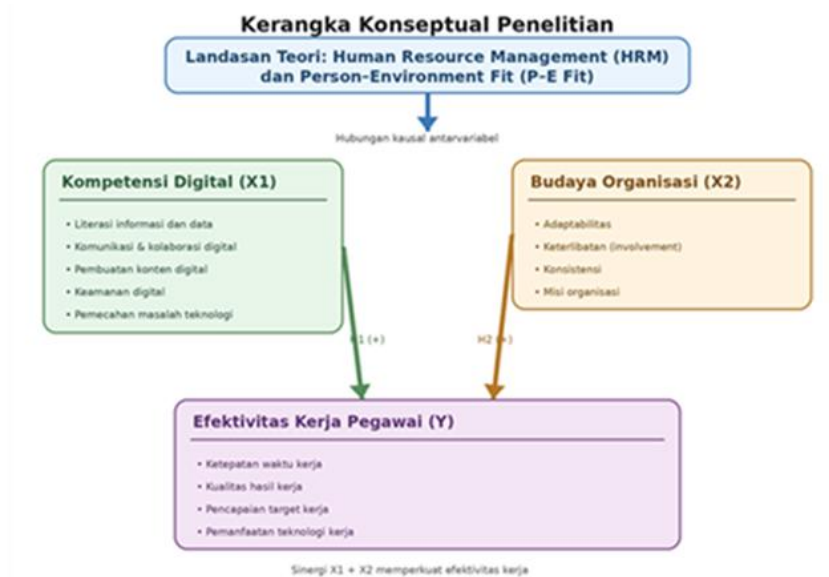 Kerangka Konseptual Penelitian
Landasan Teori: Human Resource Management (HRM)
dan Person-Environment Fit (P-E Fit)
Hubungan kausal antarvariabel
Kompetensi Digital (X1)
• Literasi informasi dan data
• Komunikasi & kolaborasi digital
• Pembuatan konten digital
• Keamanan digital
• Pemecahan masalah teknologi
Budaya Organisasi (X2)
• Adaptabilitas
• Keterlibatan (involvement)
• Konsistensi
• Misi organisasi
1 (+)
H2 (+)
Efektivitas Kerja Pegawai (Y)
• Ketepatan waktu kerja
• Kualitas hasil kerja
• Pencapaian target kerja
• Pemanfaatan teknologi kerja
Sinergi X1 + X2 memperkuat efektivitas kerja